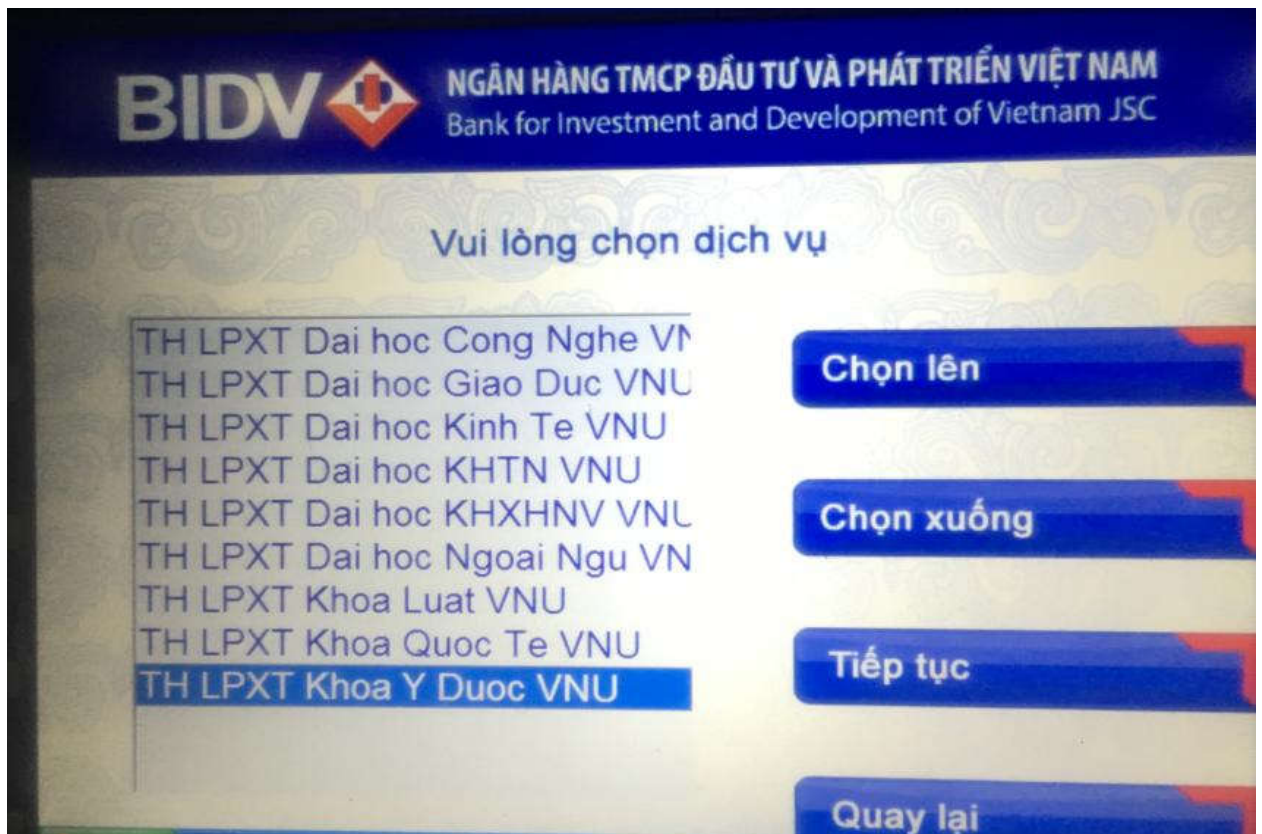 BIDV
NGÂN HÀNG TMCP ĐẦU TƯ VÀ PHÁT TRIỂN VIỆT NAM
Bank for Investment and Development of Vietnam JSC
Vui lòng chọn dịch vụ
TH LPXT Dai hoc Cong Nghe VN
TH LPXT Dai hoc Giao Duc VNU
TH LPXT Dai hoc Kinh Te VNU
TH LPXT Dai hoc KHTN VNU
TH LPXT Dai hoc KHXHNV VNU
TH LPXT Dai hoc Ngoai Ngu VN
TH LPXT Khoa Luat VNU
TH LPXT Khoa Quoc Te VNU
TH LPXT Khoa Y Duoc VNU
Chọn lên
Chọn xuống
Tiếp tục
Quay lại